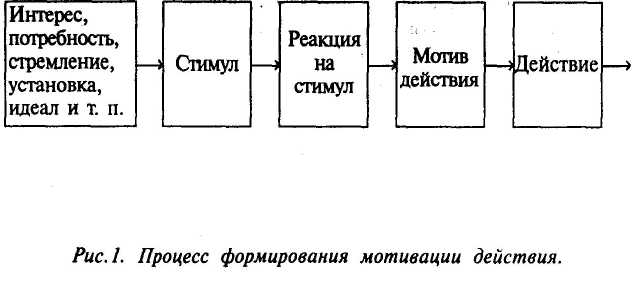 Интерес,
потребность,
стремление,
установка,
идеал и т. п.
Стимул
Реакция
на
стимул
Мотив
действия
Действие
Рис. 1. Процесс формирования мотивации действия.